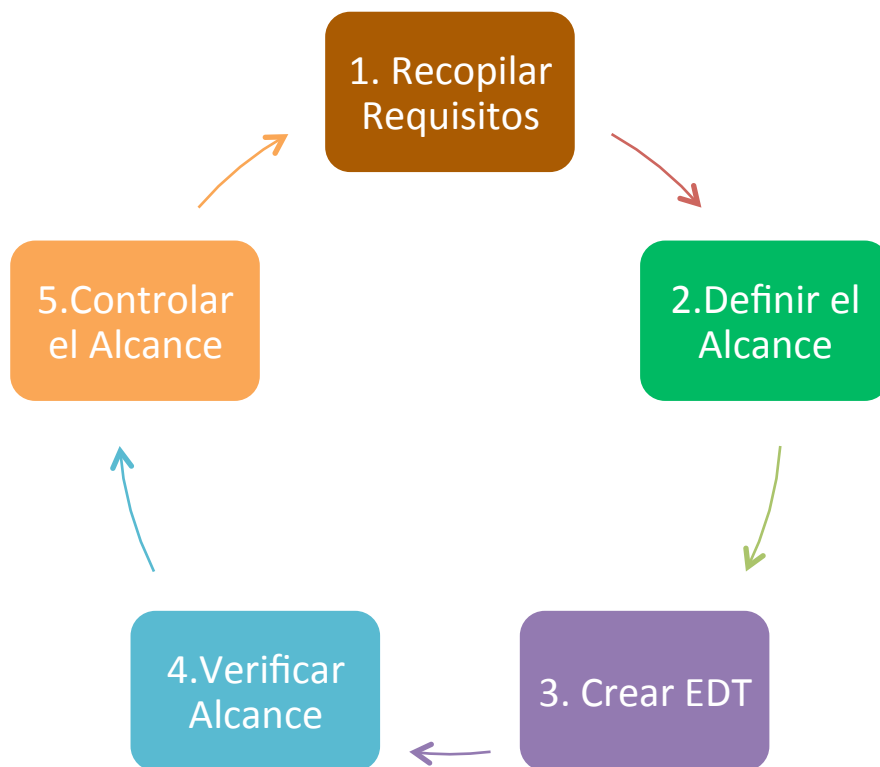 1. Recopilar
Requisitos
2.Definir el
Alcance
3. Crear EDT
4.Verificar
Alcance
5.Controlar
el Alcance